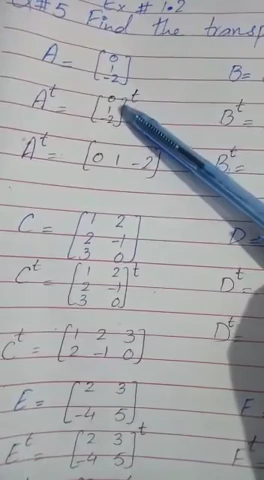 Ex # 1.2
#5 Find the transp
A = [0 1 -2] B =
A^t = [0 1 -2]^t B^t =
A^t = [0 1 -2] B^t =
C = [1 2 2 -1 3 0] D =
C^t = [1 2 2 -1 3 0]^t D^t =
C^t = [1 2 3 2 -1 0] D^t =
E = [2 3 -4 5] F =
E^t = [2 3 -4 5]^t F^t =